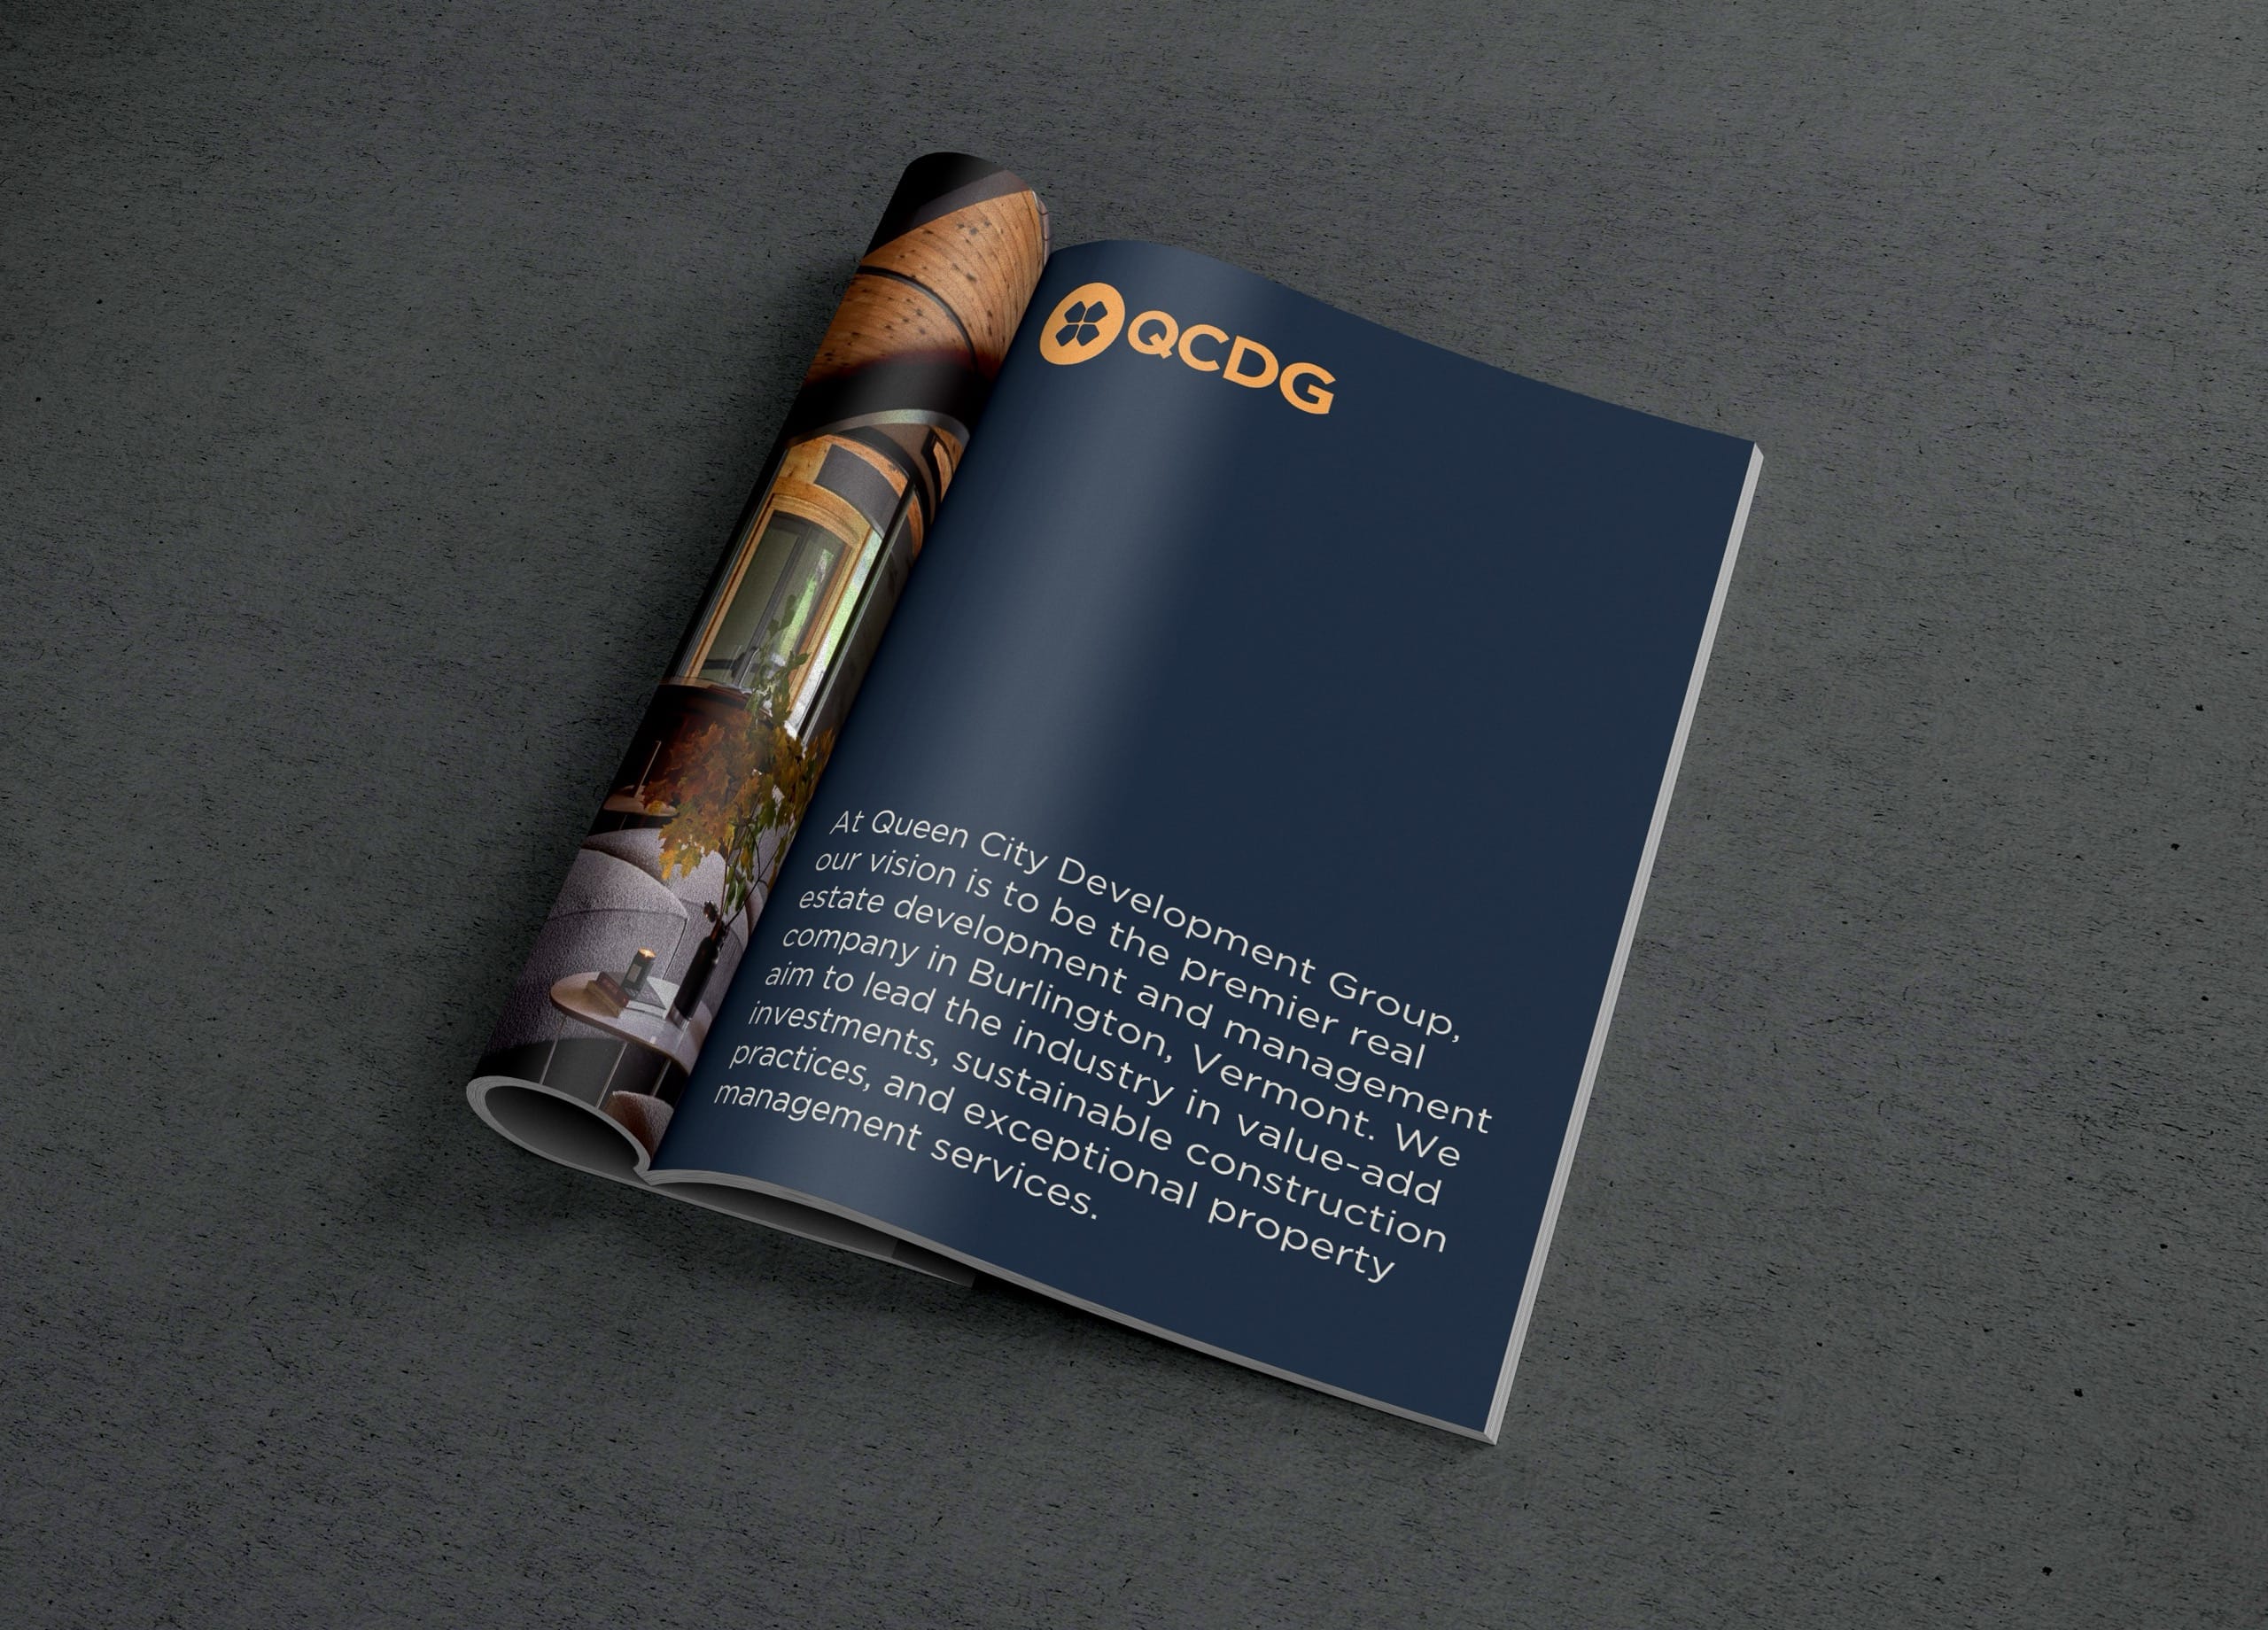 QCDG
At Queen City Development Group,
our vision is to be the premier real
estate development and management
company in Burlington, Vermont. We
aim to lead the industry in value-add
investments, sustainable construction
practices, and exceptional property
management services.